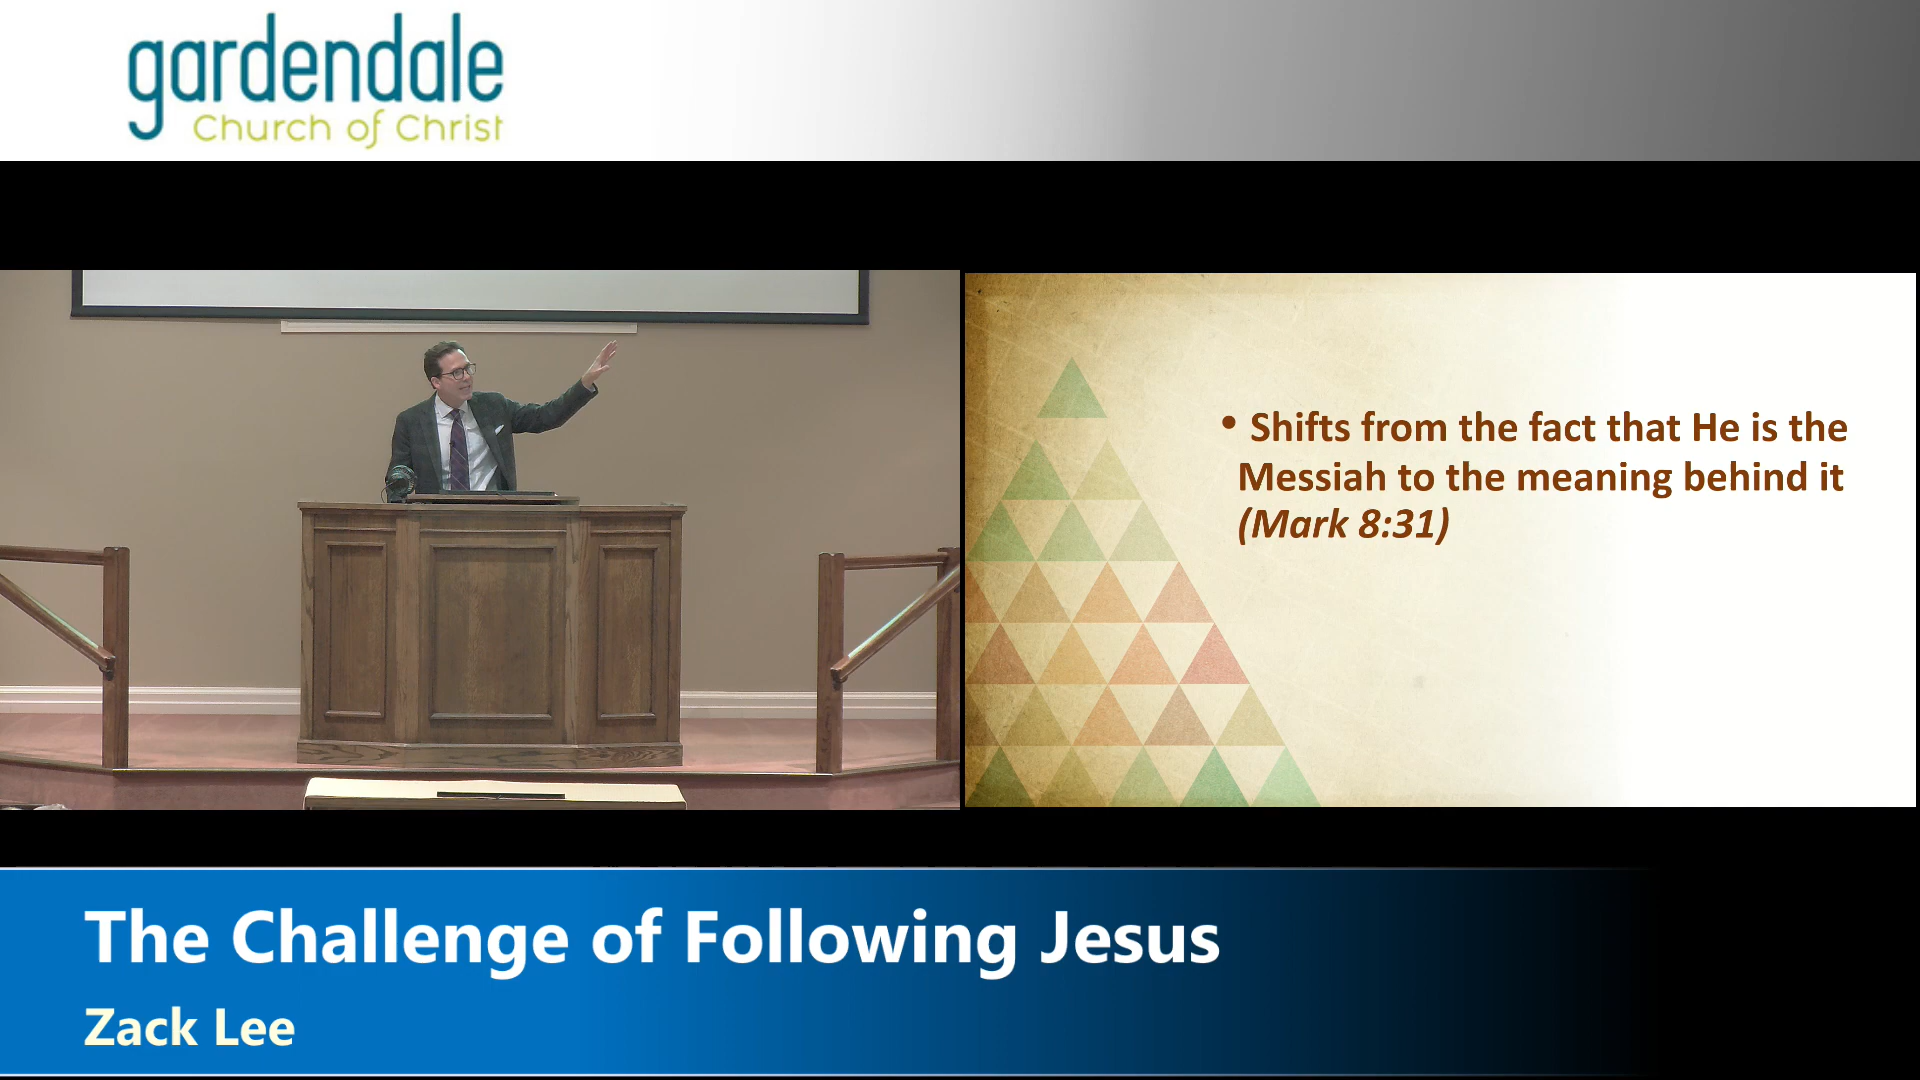 gardendale
Church of Christ
• Shifts from the fact that He is the
Messiah to the meaning behind it
(Mark 8:31)
The Challenge of Following Jesus
Zack Lee